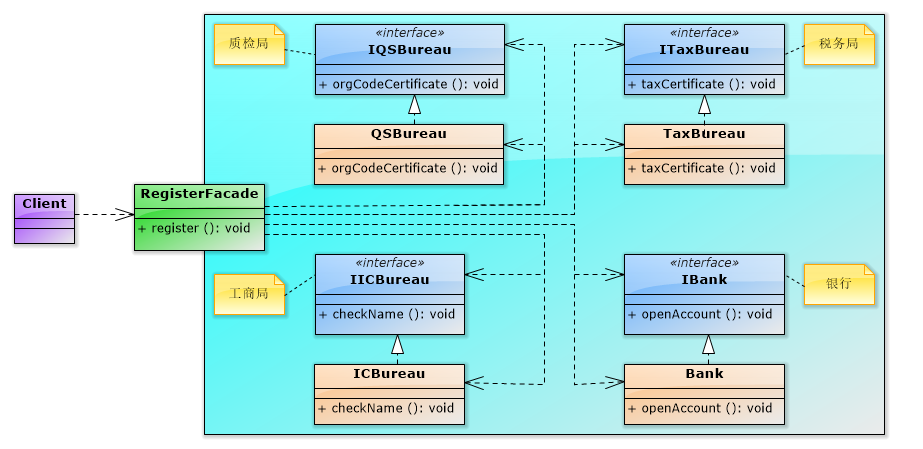 质检局
«interface»
IQSBureau
+ orgCodeCertificate (): void
«interface»
ITaxBureau
+ taxCertificate (): void
税务局
QSBureau
+ orgCodeCertificate (): void
TaxBureau
+ taxCertificate (): void
Client
RegisterFacade
+ register (): void
工商局
«interface»
IICBureau
+ checkName (): void
«interface»
IBank
+ openAccount (): void
银行
ICBureau
+ checkName (): void
Bank
+ openAccount (): void